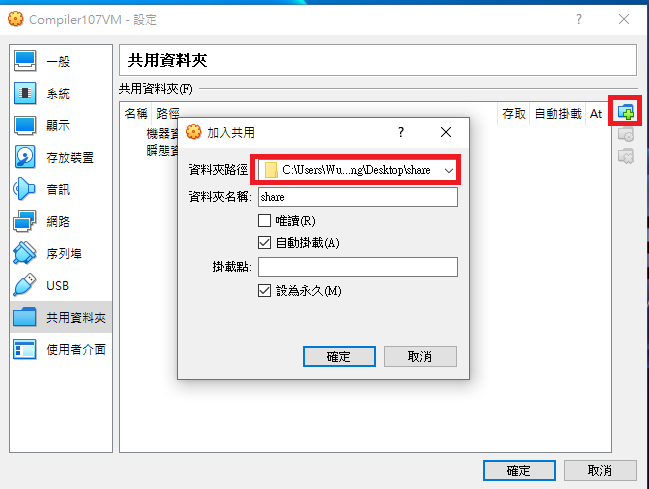 Compiler107VM - 設定
?
一般
系統
顯示
存放裝置
音訊
網路
序列埠
USB
共用資料夾
使用者介面
共用資料夾
共用資料夾(F)
名稱 路徑 存取 自動掛載 At
機器
瞬態
加入共用
?
資料夾路徑 C:\Users\Wu...ng\Desktop\share
資料夾名稱: share
唯讀(R)
自動掛載(A)
掛載點:
設為永久(M)
確定 取消
確定 取消